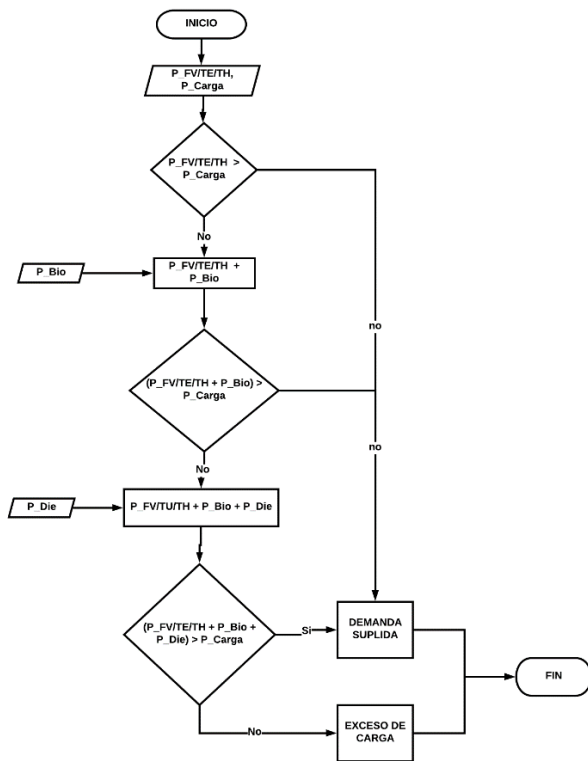 INICIO
P_FV/TE/TH,
P_Carga
P_FV/TE/TH >
P_Carga
No
P_Bio
P_FV/TE/TH +
P_Bio
no
(P_FV/TE/TH + P_Bio) >
P_Carga
no
No
P_Die
P_FV/TU/TH + P_Bio + P_Die
(P_FV/TE/TH + P_Bio +
P_Die) > P_Carga
Si
DEMANDA
SUPLIDA
FIN
No
EXCESO DE
CARGA